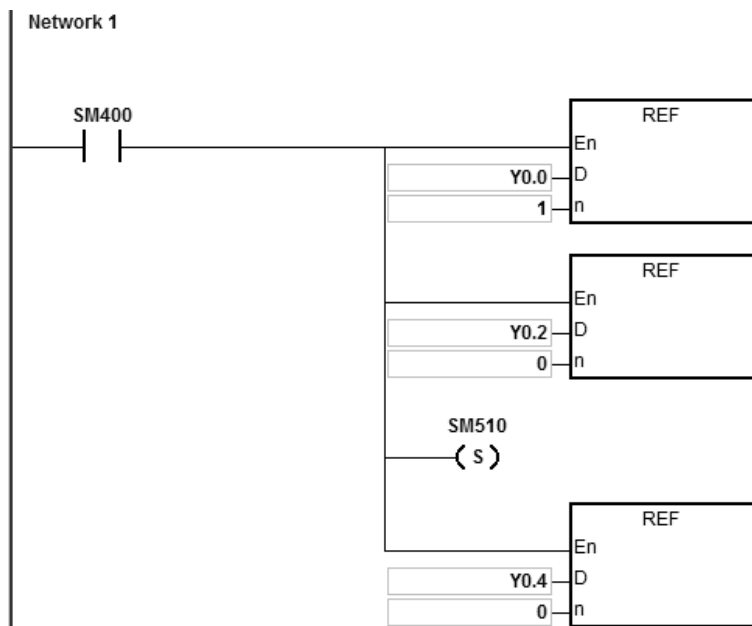 Network 1
SM400
REF
En
Y0.0 D
1 n
REF
En
Y0.2 D
0 n
SM510
( S )
REF
En
Y0.4 D
0 n